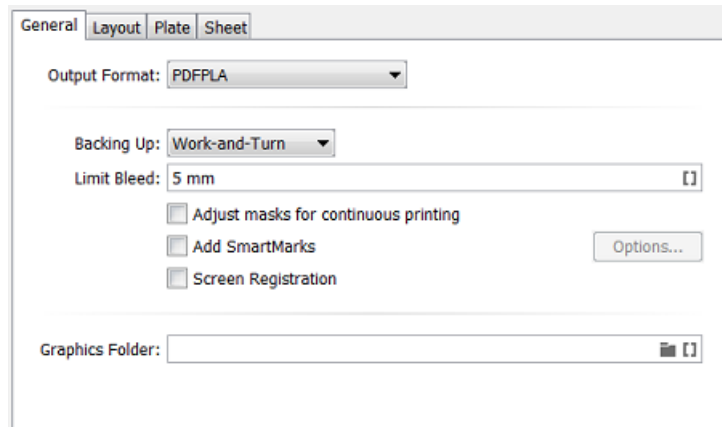 General Layout Plate Sheet
Output Format: PDFPLA
Backing Up: Work-and-Turn
Limit Bleed: 5 mm
Adjust masks for continuous printing
Add SmartMarks Options...
Screen Registration
Graphics Folder: